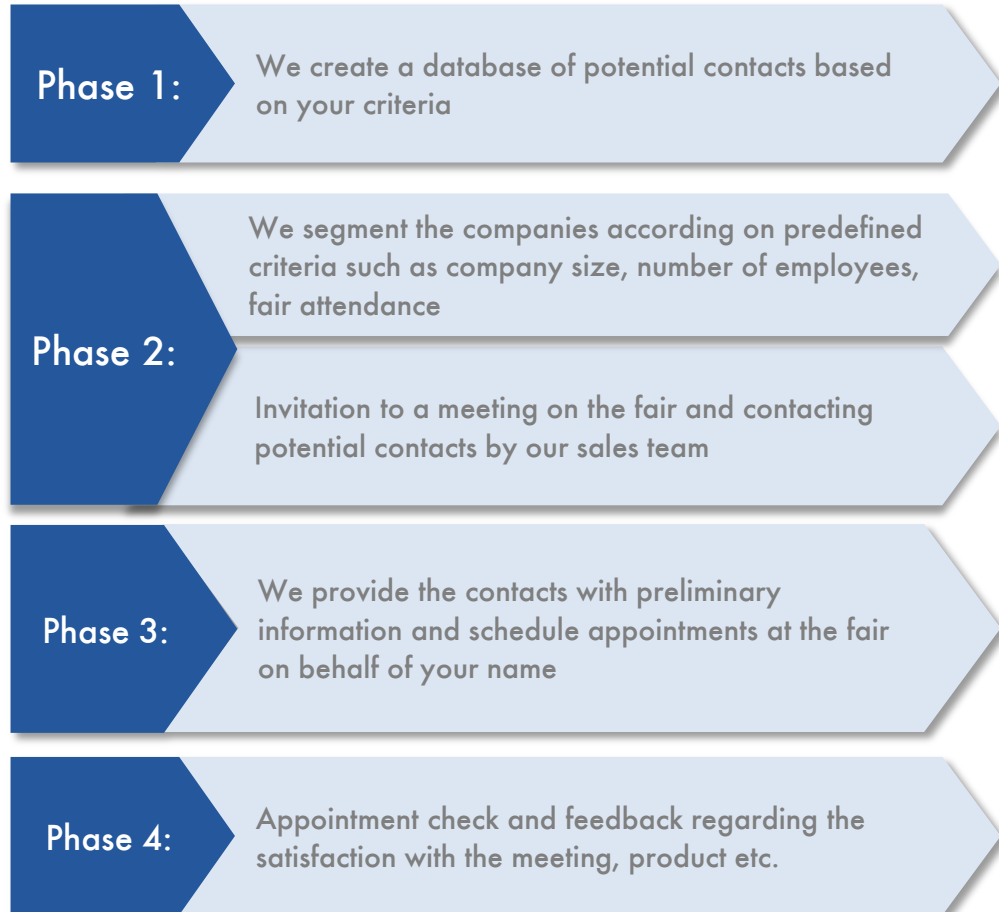 Phase 1:
We create a database of potential contacts based
on your criteria
Phase 2:
We segment the companies according on predefined
criteria such as company size, number of employees,
fair attendance
Invitation to a meeting on the fair and contacting
potential contacts by our sales team
Phase 3:
We provide the contacts with preliminary
information and schedule appointments at the fair
on behalf of your name
Phase 4:
Appointment check and feedback regarding the
satisfaction with the meeting, product etc.